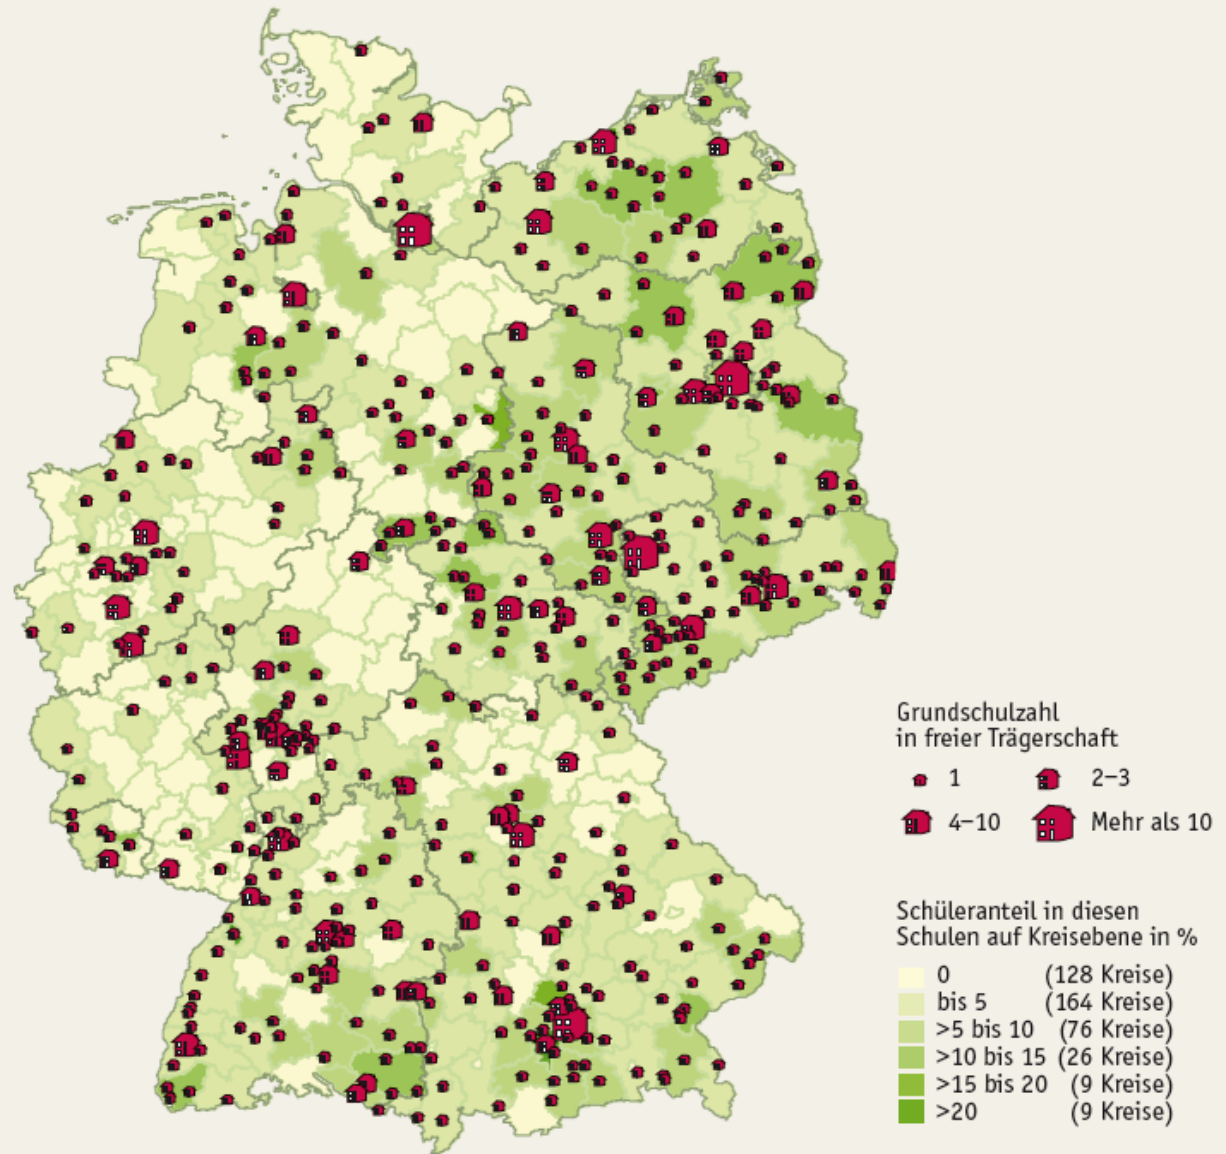 Grundschulzahl
in freier Trägerschaft
1
2–3
4–10
Mehr als 10
Schüleranteil in diesen
Schulen auf Kreisebene in %
0 (128 Kreise)
bis 5 (164 Kreise)
>5 bis 10 (76 Kreise)
>10 bis 15 (26 Kreise)
>15 bis 20 (9 Kreise)
>20 (9 Kreise)